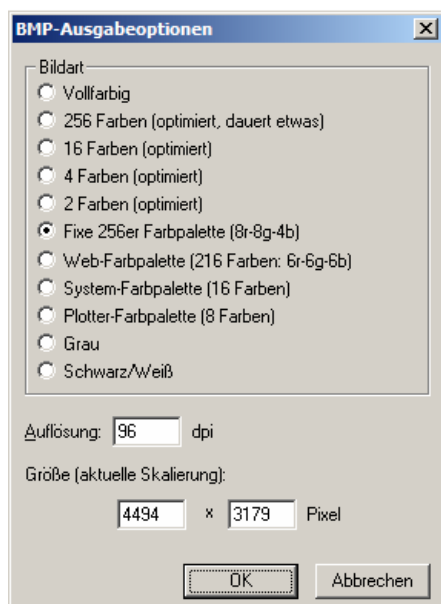 BMP-Ausgabeoptionen
Bildart
Vollfarbig
256 Farben (optimiert, dauert etwas)
16 Farben (optimiert)
4 Farben (optimiert)
2 Farben (optimiert)
Fixe 256er Farbpalette (8r-8g-4b)
Web-Farbpalette (216 Farben: 6r-6g-6b)
System-Farbpalette (16 Farben)
Plotter-Farbpalette (8 Farben)
Grau
Schwarz/Weiß
Auflösung: 96 dpi
Größe (aktuelle Skalierung):
4494 x 3179 Pixel
OK Abbrechen